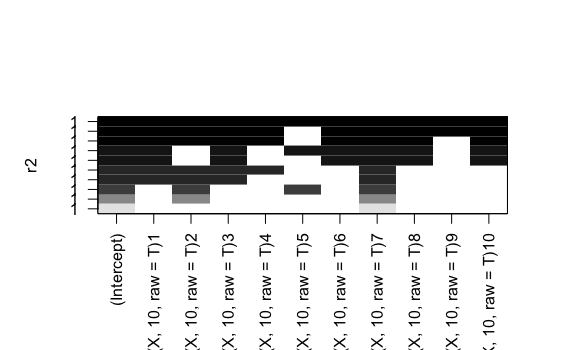 r2
(Intercept)
(X, 10, raw = T)1
(X, 10, raw = T)2
(X, 10, raw = T)3
(X, 10, raw = T)4
(X, 10, raw = T)5
(X, 10, raw = T)6
(X, 10, raw = T)7
(X, 10, raw = T)8
(X, 10, raw = T)9
X, 10, raw = T)10